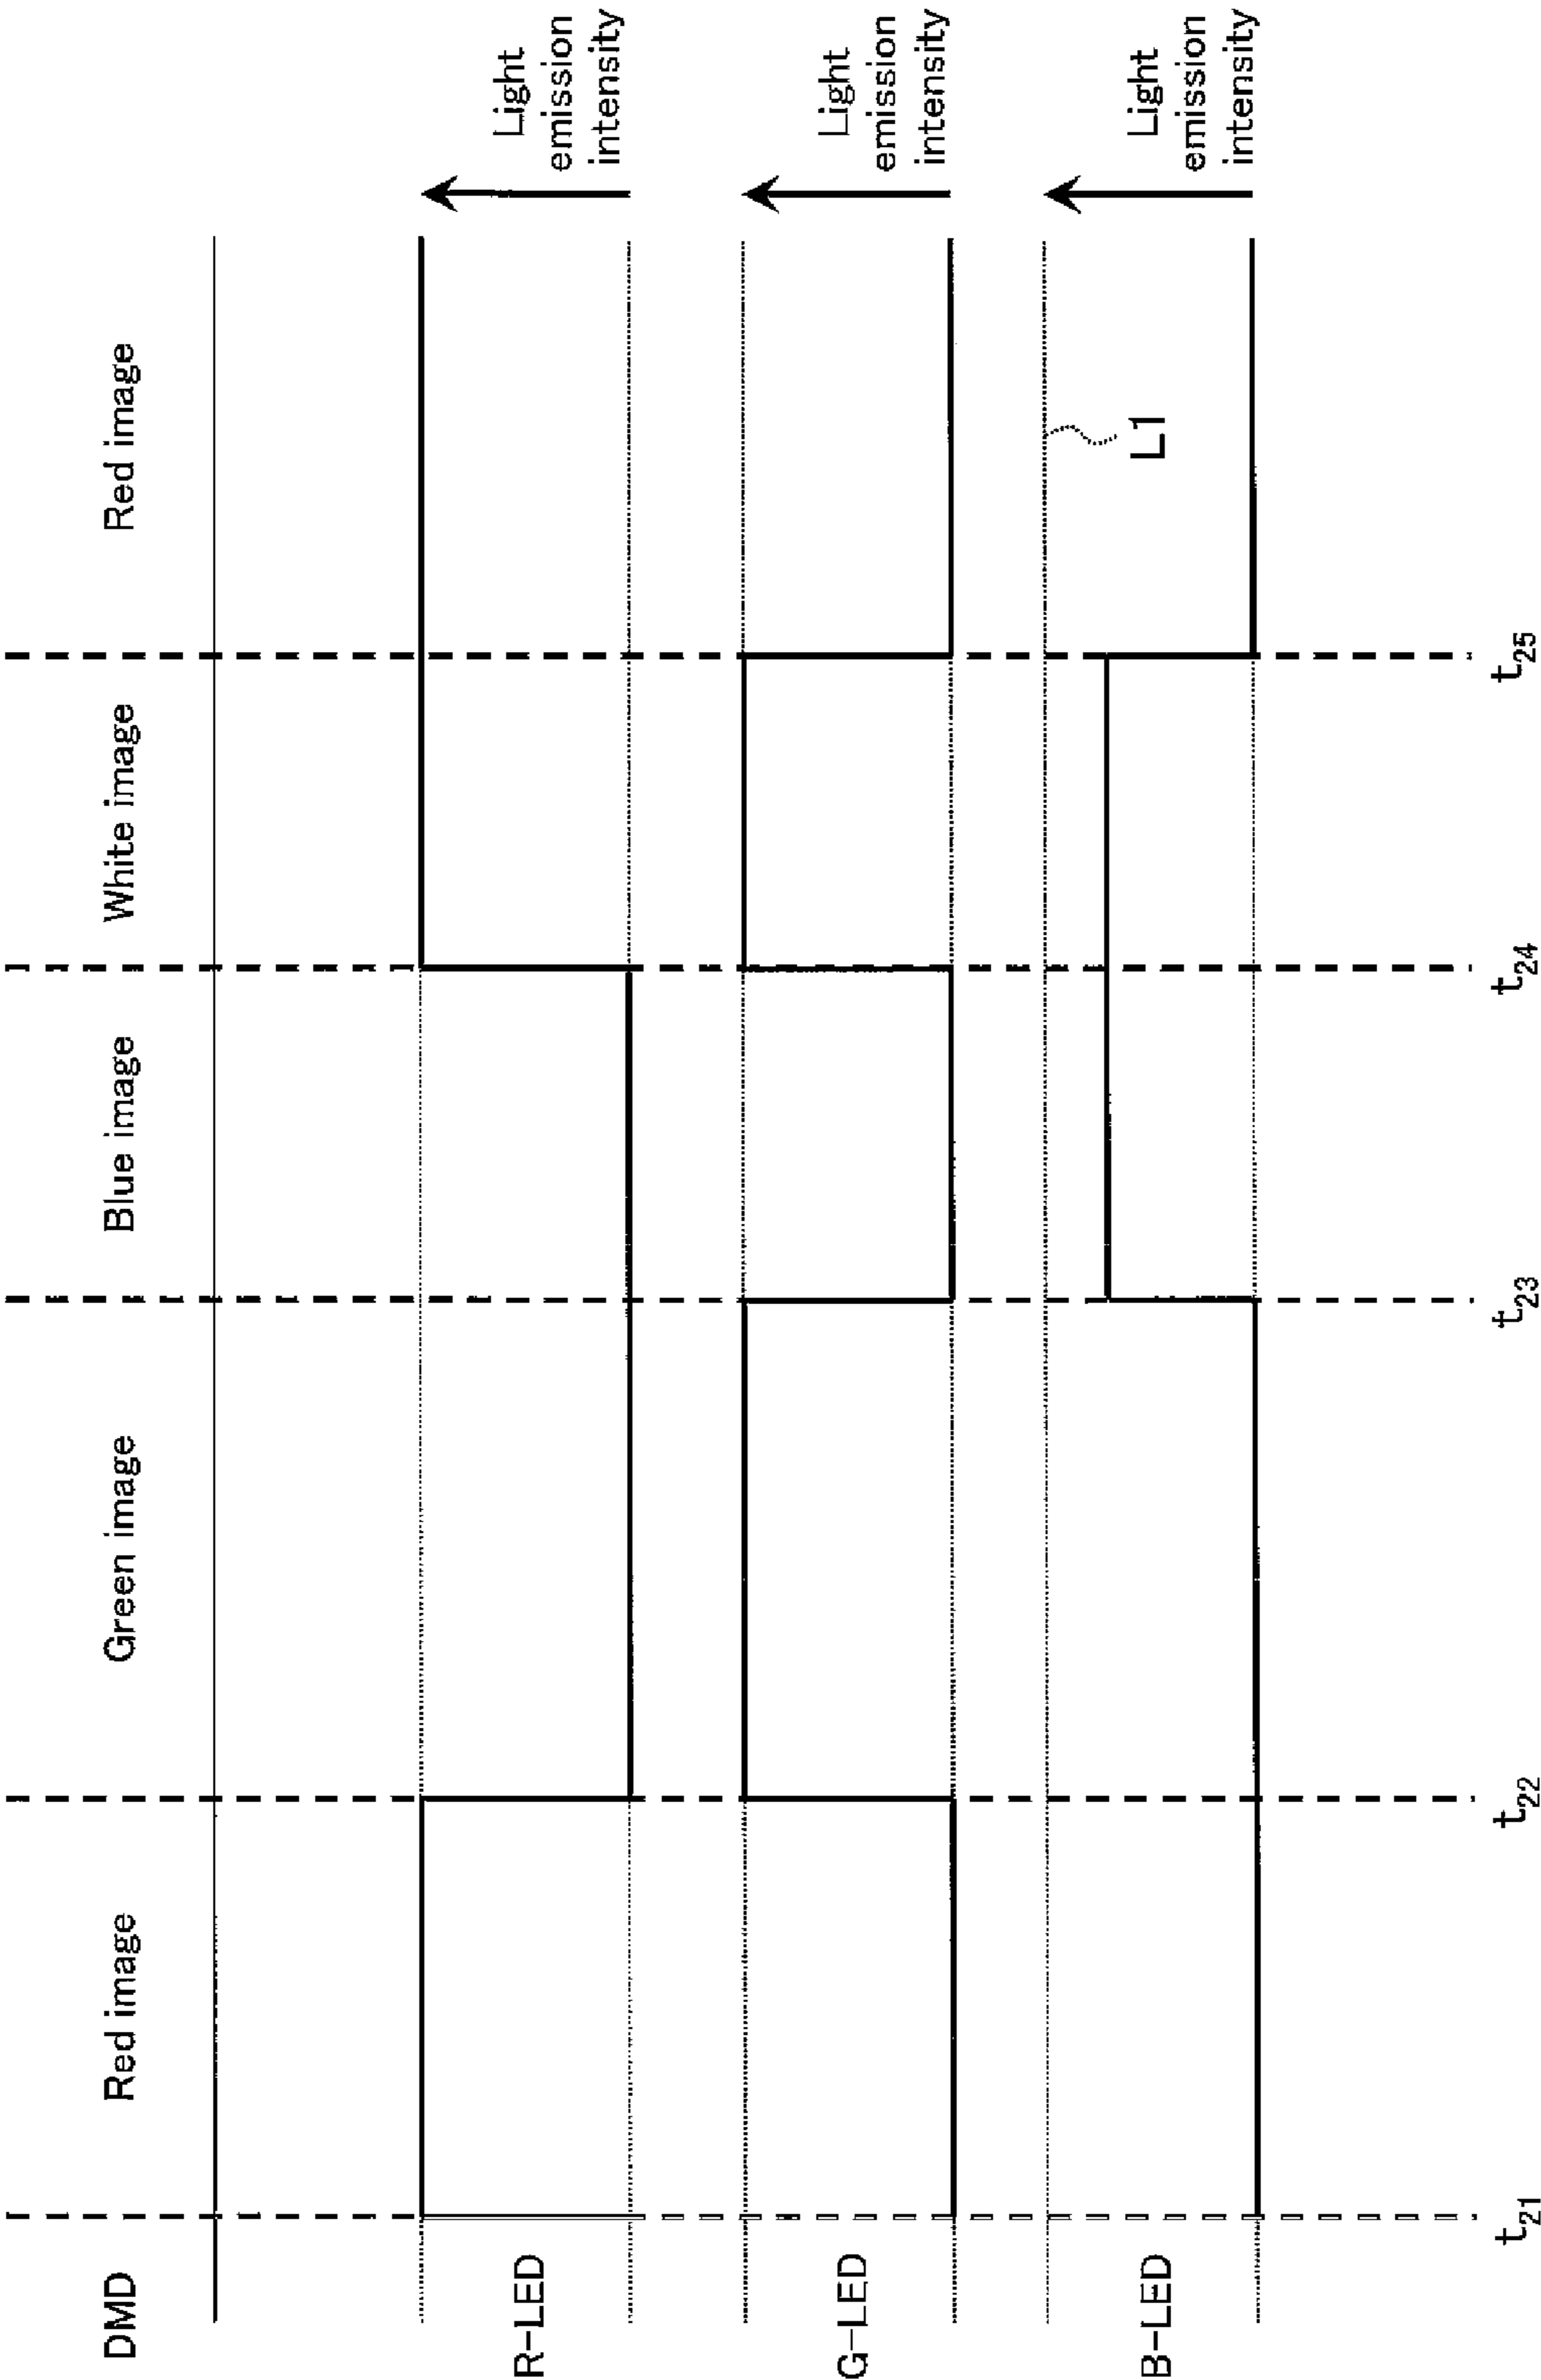 DMD
Red image
Green image
Blue image
White image
Red image
R-LED
Light
emission
intensity
G-LED
Light
emission
intensity
B-LED
L1
Light
emission
intensity
t21
t22
t23
t24
t25